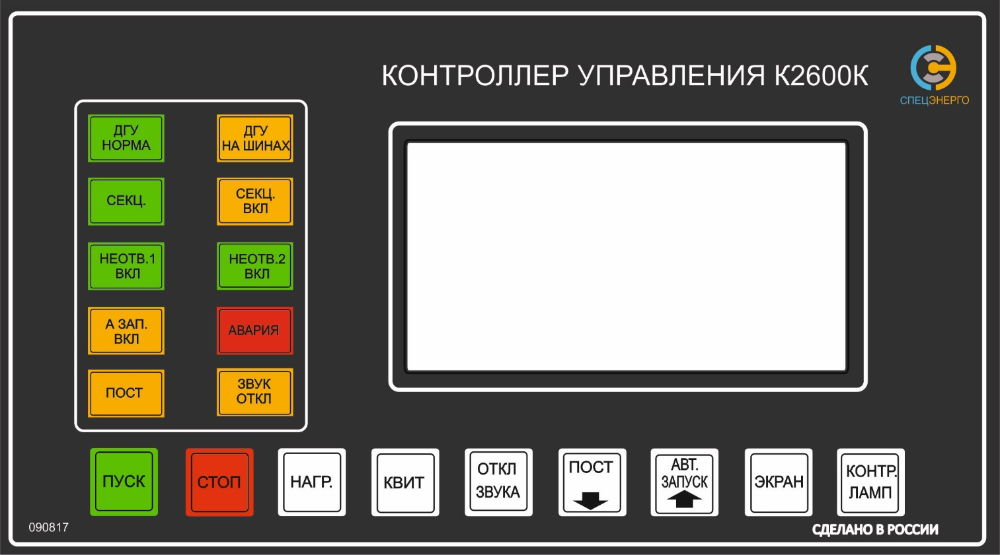 КОНТРОЛЛЕР УПРАВЛЕНИЯ К2600К
СПЕЦЭНЕРГО
ДГУ
НОРМА
ДГУ
НА ШИНАХ
СЕКЦ.
СЕКЦ.
ВКЛ
НЕОТВ.1
ВКЛ
НЕОТВ.2
ВКЛ
А ЗАП.
ВКЛ
АВАРИЯ
ПОСТ
ЗВУК
ОТКЛ
ПУСК
СТОП
НАГР.
КВИТ
ОТКЛ
ЗВУКА
ПОСТ
АВТ.
ЗАПУСК
ЭКРАН
КОНТР.
ЛАМП
090817
СДЕЛАНО В РОССИИ